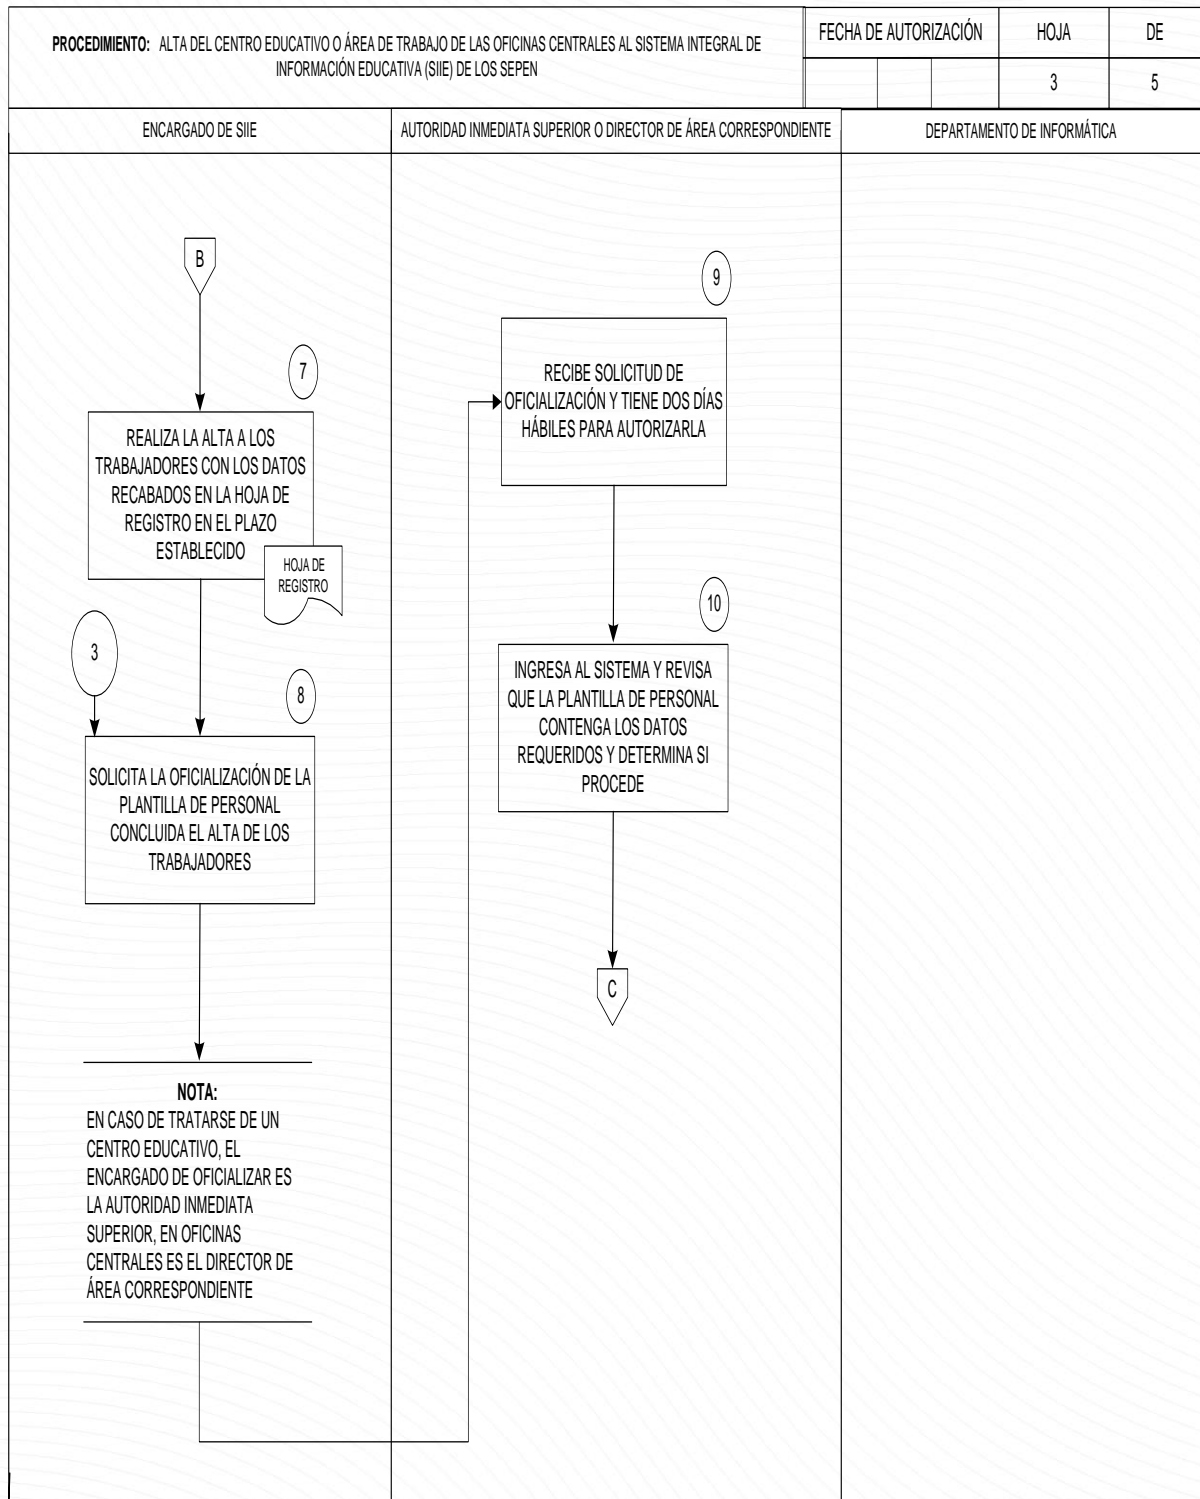 PROCEDIMIENTO: ALTA DEL CENTRO EDUCATIVO O ÁREA DE TRABAJO DE LAS OFICINAS CENTRALES AL SISTEMA INTEGRAL DE
INFORMACIÓN EDUCATIVA (SIIE) DE LOS SEPEN
FECHA DE AUTORIZACIÓN
HOJA
DE
3
5
ENCARGADO DE SIIE
AUTORIDAD INMEDIATA SUPERIOR O DIRECTOR DE ÁREA CORRESPONDIENTE
DEPARTAMENTO DE INFORMÁTICA
B
7
REALIZA LA ALTA A LOS
TRABAJADORES CON LOS DATOS
RECABADOS EN LA HOJA DE
REGISTRO EN EL PLAZO
ESTABLECIDO
HOJA DE
REGISTRO
3
8
SOLICITA LA OFICIALIZACIÓN DE LA
PLANTILLA DE PERSONAL
CONCLUIDA EL ALTA DE LOS
TRABAJADORES
NOTA:
EN CASO DE TRATARSE DE UN
CENTRO EDUCATIVO, EL
ENCARGADO DE OFICIALIZAR ES
LA AUTORIDAD INMEDIATA
SUPERIOR, EN OFICINAS
CENTRALES ES EL DIRECTOR DE
ÁREA CORRESPONDIENTE
9
RECIBE SOLICITUD DE
OFICIALIZACIÓN Y TIENE DOS DÍAS
HÁBILES PARA AUTORIZARLA
10
INGRESA AL SISTEMA Y REVISA
QUE LA PLANTILLA DE PERSONAL
CONTENGA LOS DATOS
REQUERIDOS Y DETERMINA SI
PROCEDE
C